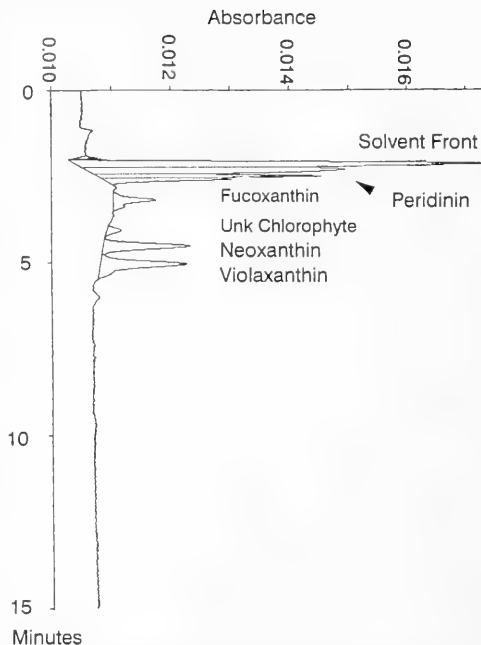 Absorbance
0.010
0.012
0.014
0.016
0
Solvent Front
Fucoxanthin
Peridinin
Unk Chlorophyte
Neoxanthin
5
Violaxanthin
10
15
Minutes